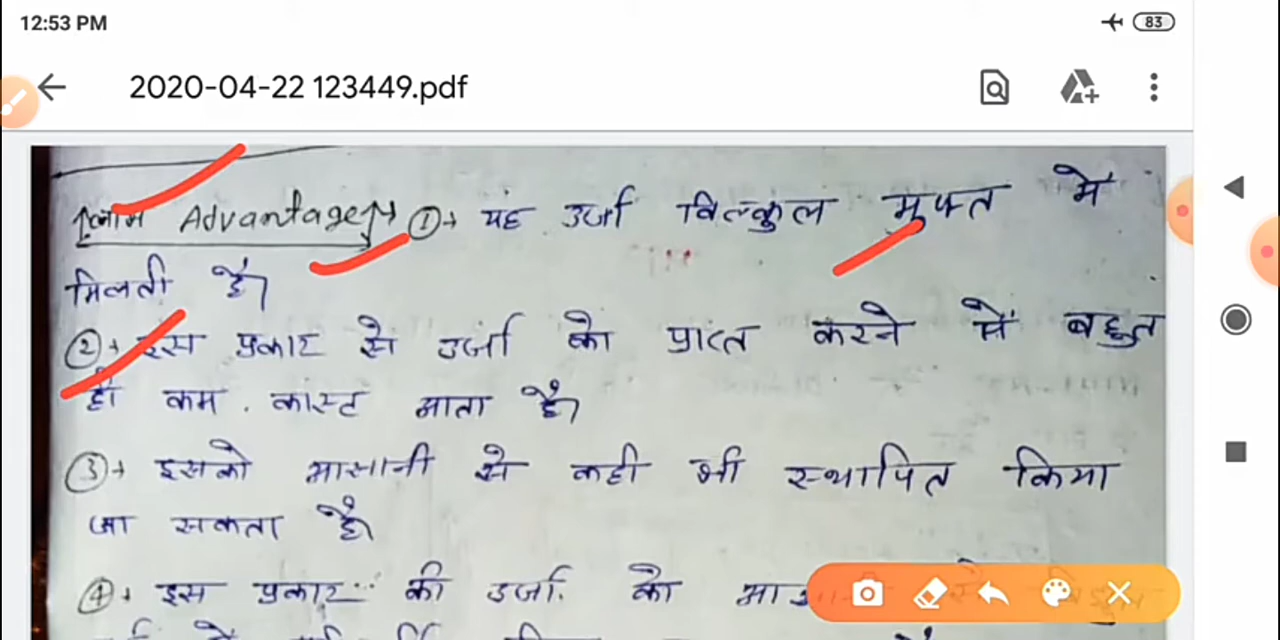 12:53 PM
83
2020-04-22 123449.pdf
लाभ Advantage → ①→ यह उर्जा विल्कुल मुफ्त में
मिलती है।
②→ इस प्रकार से उर्जा को प्राप्त करने में बहुत
ही कम कास्ट आता है।
③→ इसको आसानी से कही भी स्थापित किया
जा सकता है।
④→ इस प्रकार की उर्जा को